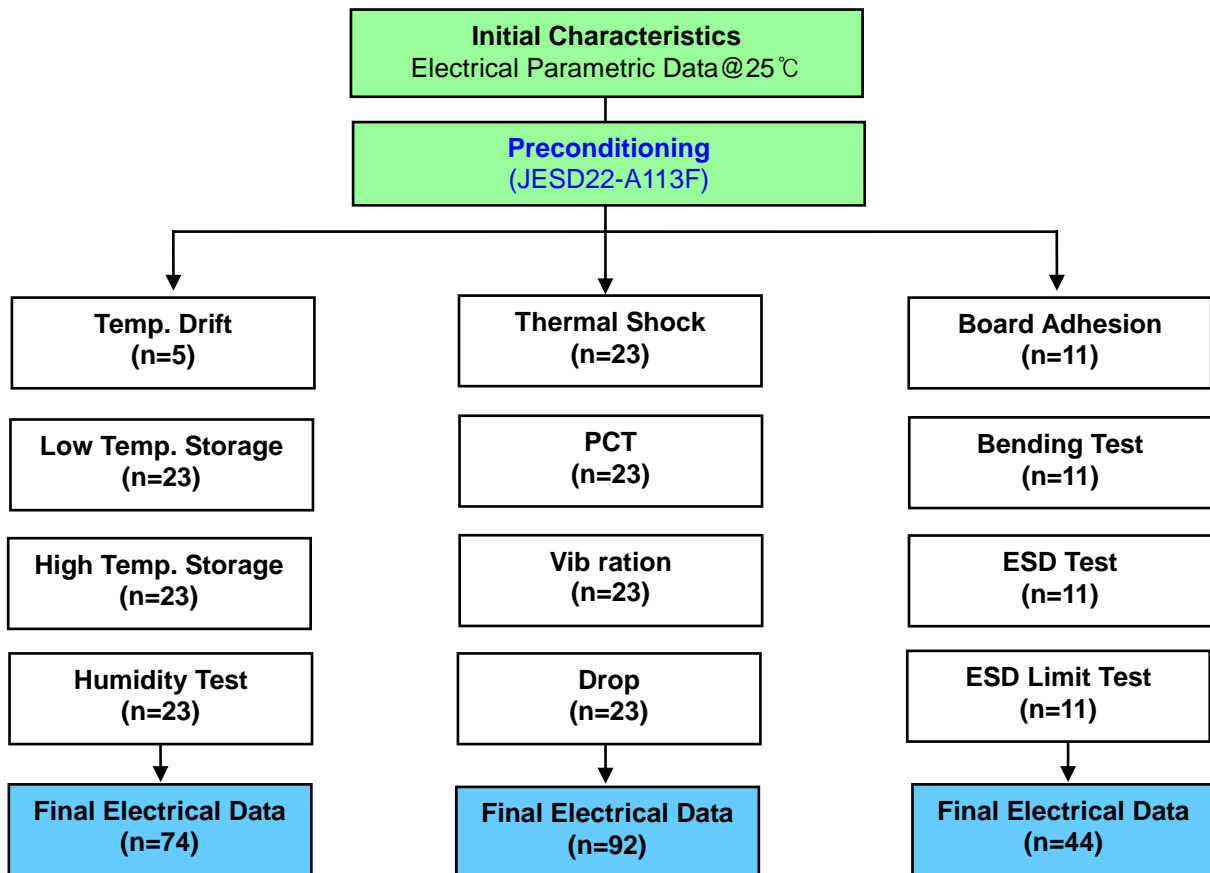 Initial Characteristics
Electrical Parametric Data@25℃
Preconditioning
(JESD22-A113F)
Temp. Drift
(n=5)
Low Temp. Storage
(n=23)
High Temp. Storage
(n=23)
Humidity Test
(n=23)
Final Electrical Data
(n=74)
Thermal Shock
(n=23)
PCT
(n=23)
Vib ration
(n=23)
Drop
(n=23)
Final Electrical Data
(n=92)
Board Adhesion
(n=11)
Bending Test
(n=11)
ESD Test
(n=11)
ESD Limit Test
(n=11)
Final Electrical Data
(n=44)